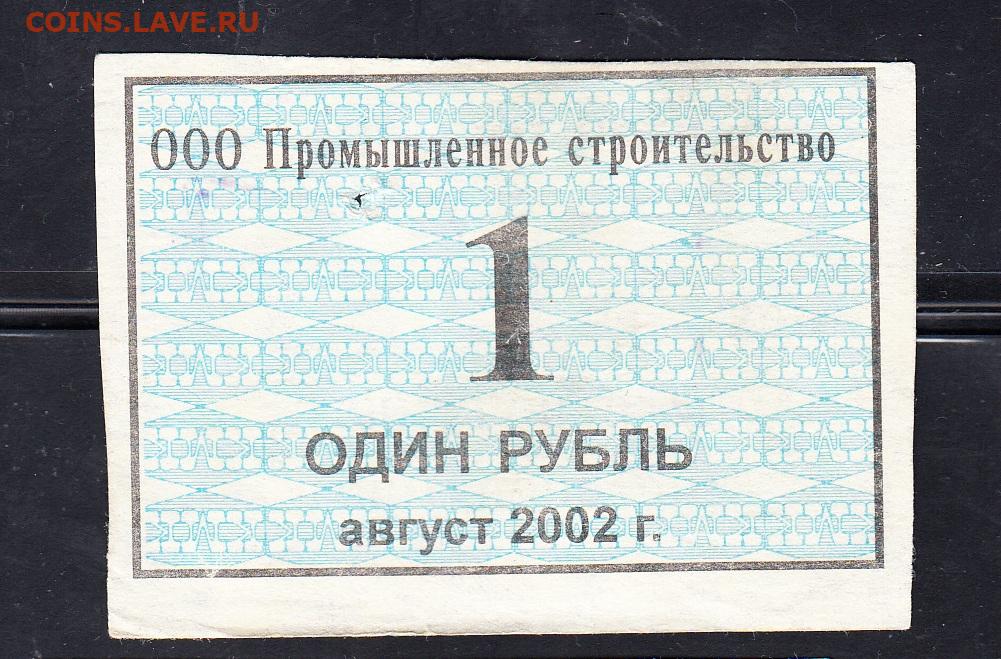 COINS.LAVE.RU
ООО Промышленное строительство
1
ОДИН РУБЛЬ
август 2002 г.